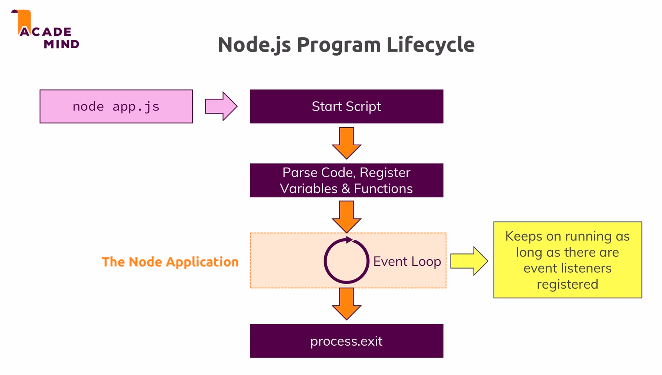 ACADE
MIND
Node.js Program Lifecycle
node app.js
Start Script
Parse Code, Register
Variables & Functions
The Node Application
Event Loop
Keeps on running as
long as there are
event listeners
registered
process.exit